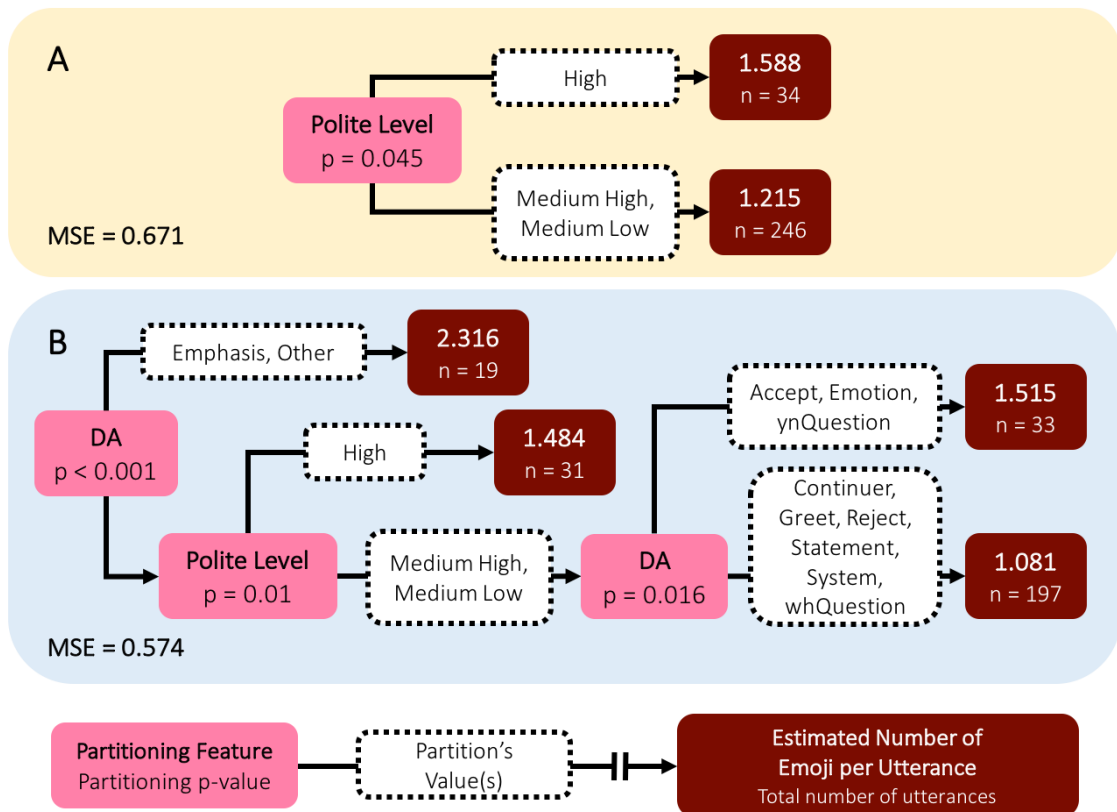 A
Polite Level
p = 0.045
High
1.588
n = 34
Medium High,
Medium Low
1.215
n = 246
MSE = 0.671
B
Emphasis, Other
2.316
n = 19
DA
p < 0.001
High
1.484
n = 31
Accept, Emotion,
ynQuestion
1.515
n = 33
Polite Level
p = 0.01
Medium High,
Medium Low
DA
p = 0.016
Continuer,
Greet, Reject,
Statement,
System,
whQuestion
1.081
n = 197
MSE = 0.574
Partitioning Feature
Partitioning p-value
Partition's
Value(s)
Estimated Number of
Emoji per Utterance
Total number of utterances